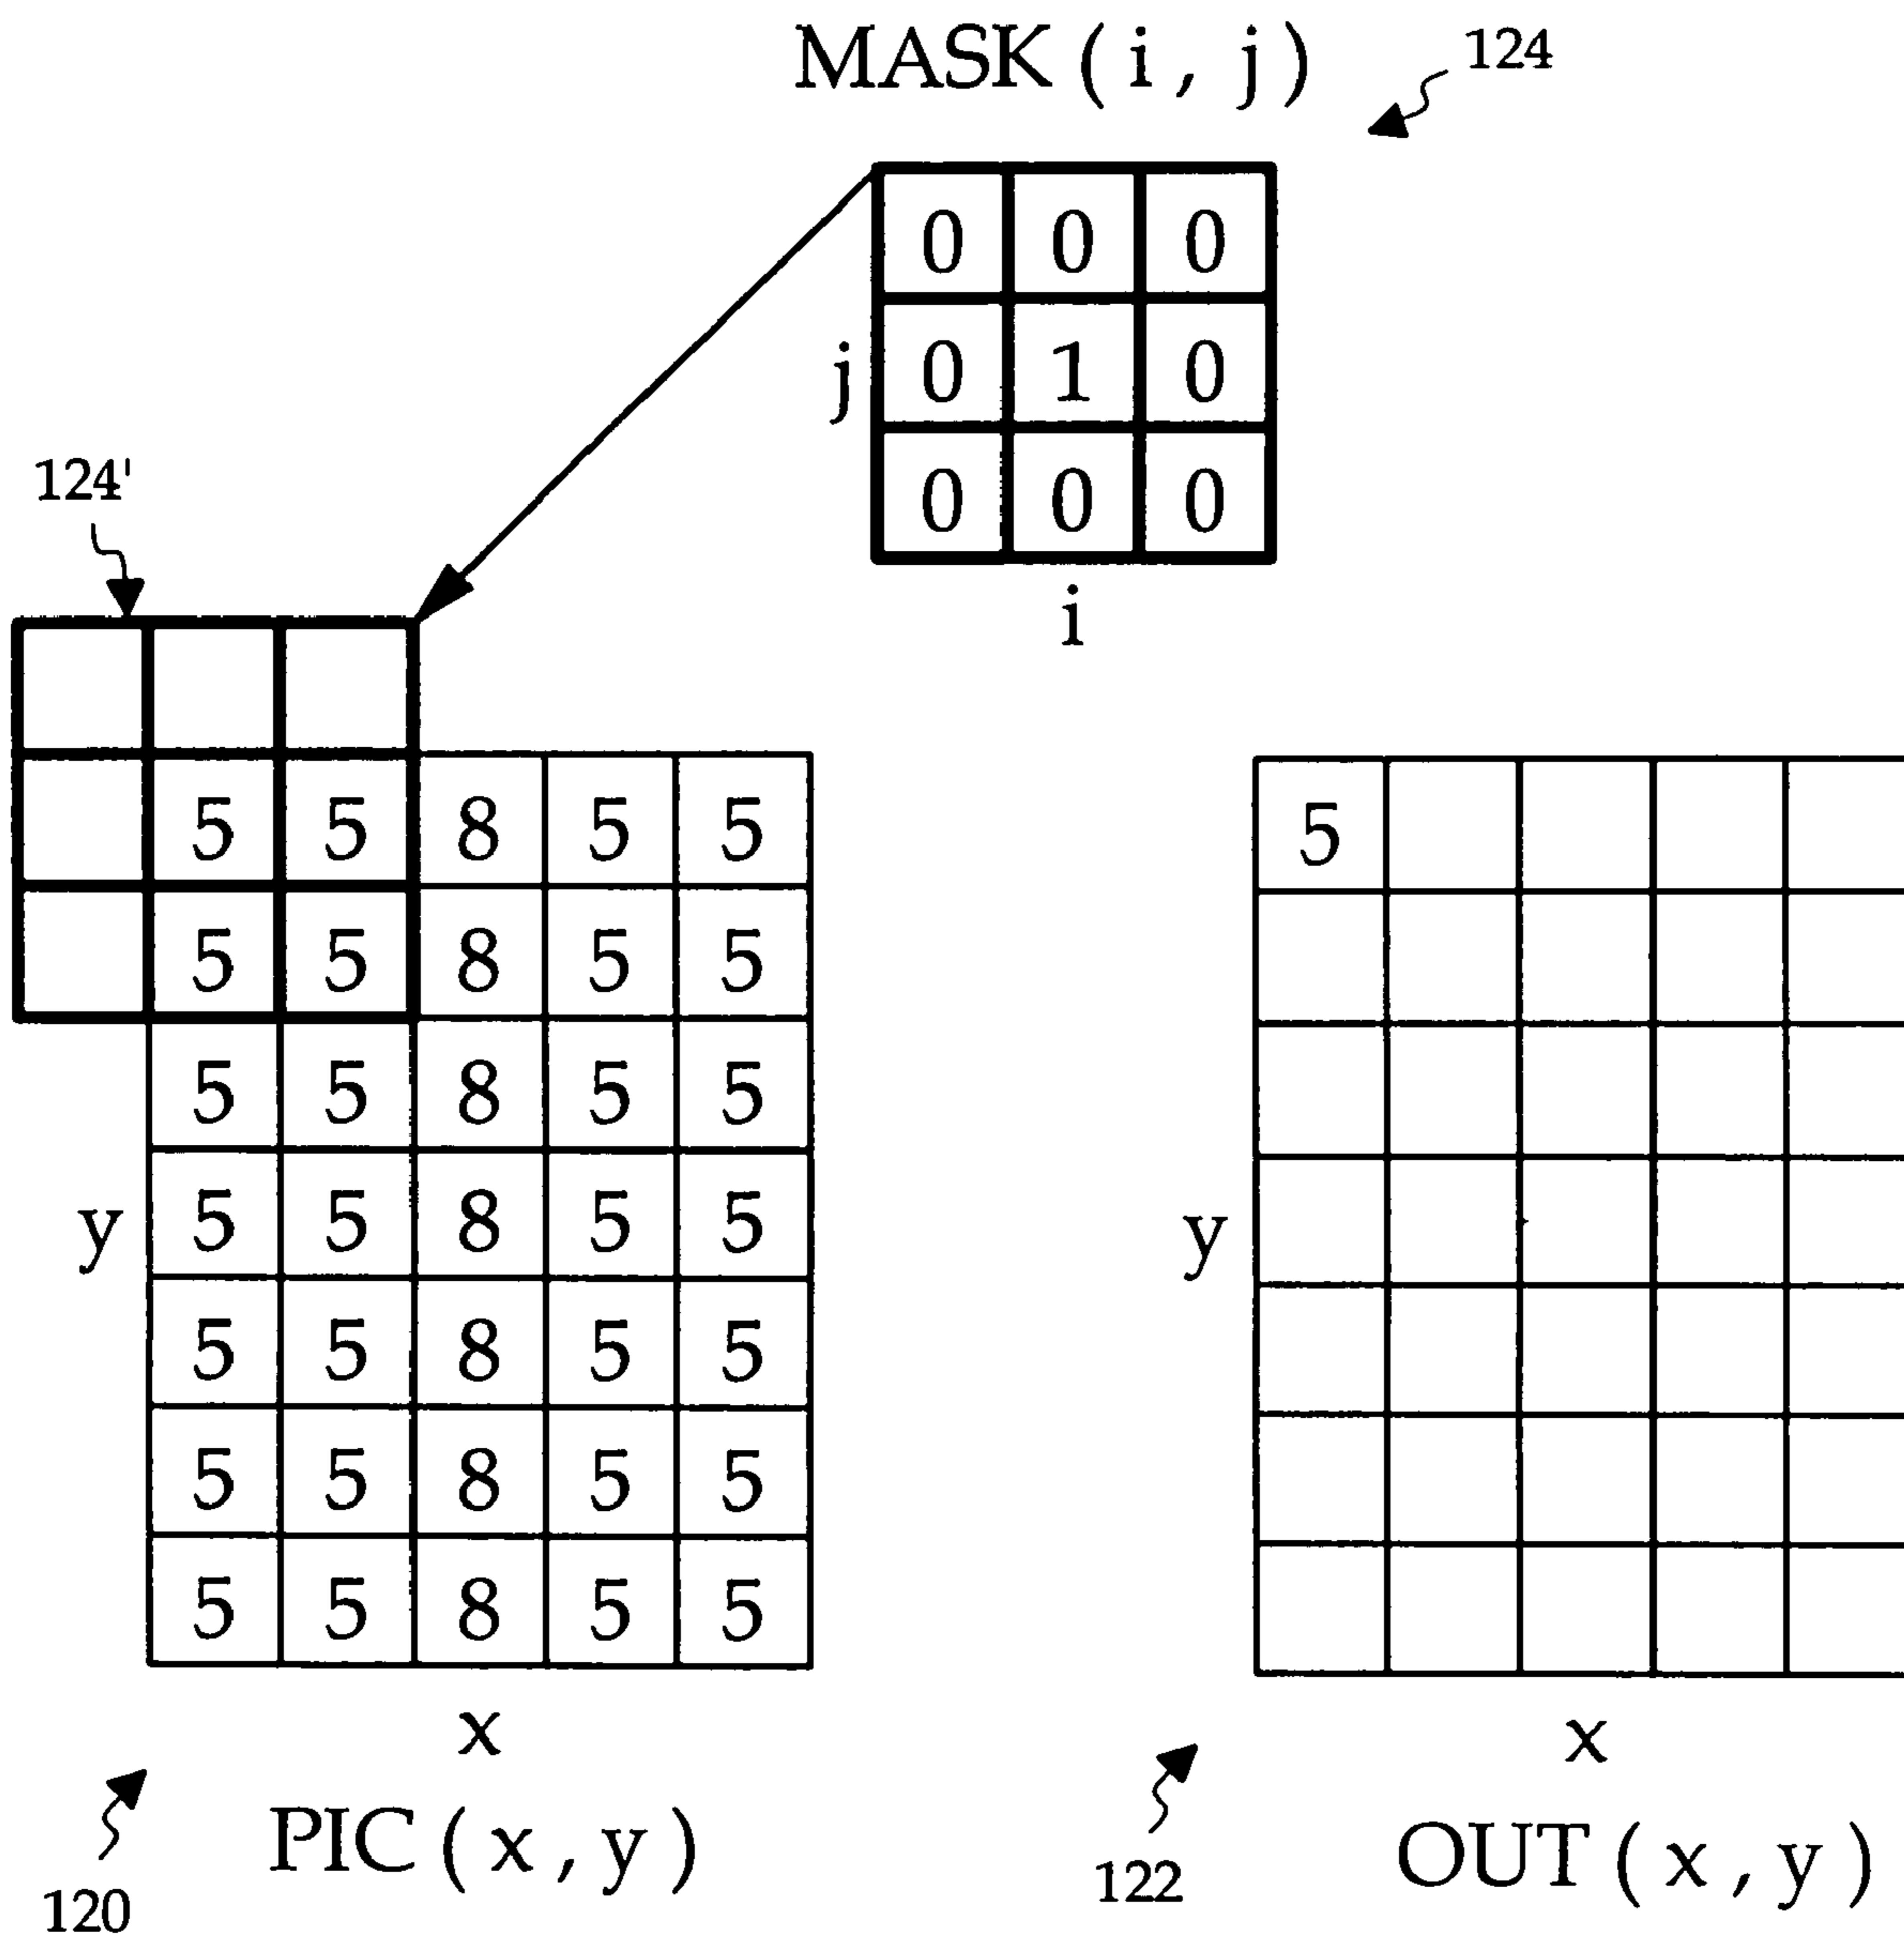 MASK ( i , j )
124
0 0 0
j 0 1 0
0 0 0
i
124'
5 5 8 5 5
5 5 8 5 5
5 5 8 5 5
y 5 5 8 5 5
5 5 8 5 5
5 5 8 5 5
5 5 8 5 5
x
120
PIC ( x , y )
5
y
x
122
OUT ( x , y )